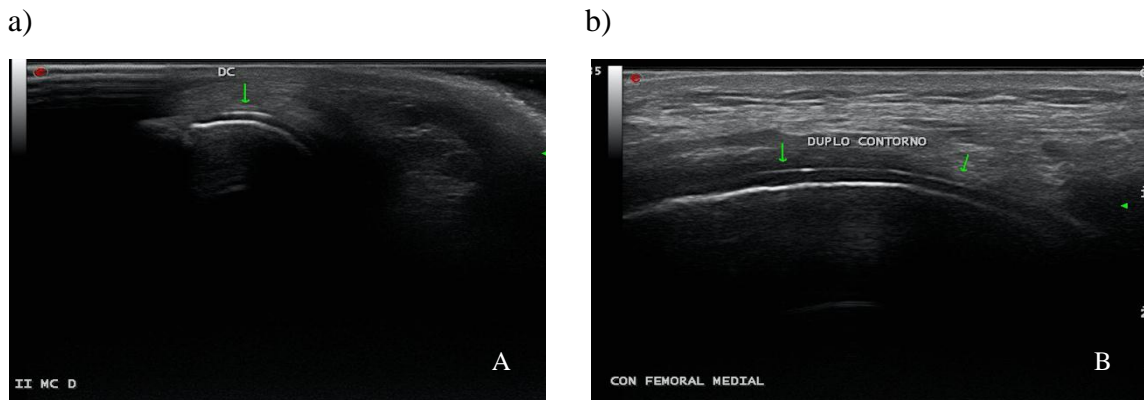 a)
b)
DC
A
II MC D
DUPLO CONTORNO
B
CON FEMORAL MEDIAL